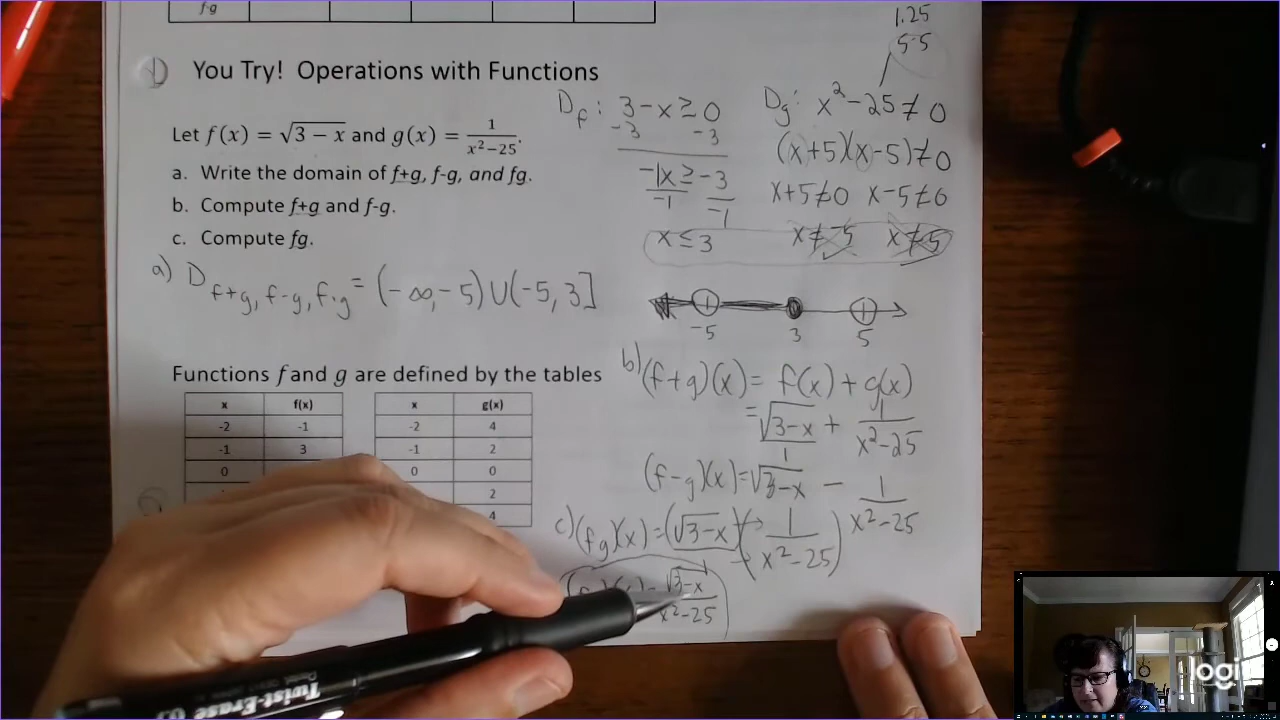 f·g
1.25
5·5
You Try! Operations with Functions
Let f(x) = √3 − x and g(x) = 1/(x²−25).
a. Write the domain of f+g, f-g, and fg.
b. Compute f+g and f-g.
c. Compute fg.
D_f: 3−x ≥ 0
-3 -3
-1x ≥ -3
-1 -1
x ≤ 3
D_g: x²−25 ≠ 0
(x+5)(x−5) ≠ 0
x+5≠0 x−5≠0
x ≠ -5 x ≠ 5
a) D f+g, f-g, f·g = (-∞,-5) U (-5, 3]
-5 3 5
b) (f+g)(x) = f(x) + g(x)
= √3−x + 1/(x²−25)
(f−g)(x) = √3−x − 1/(x²−25)
c) (fg)(x) = (√3−x)(1/(x²−25))
√3−x/(x²−25)
Functions f and g are defined by the tables
x f(x)
-2 -1
-1 3
0
x g(x)
-2 4
-1 2
0 0
2
4
Twist-Erase
logi